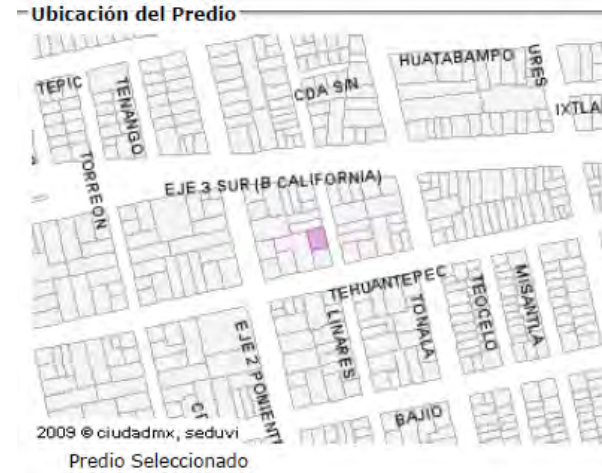 Ubicación del Predio
HUATABAMPO
URES
TEPIC
TENANGO
CDA S/N
IXTLA
TORREON
EJE 3 SUR (B CALIFORNIA)
TEHUANTEPEC
LINARES
TONALA
TEOCELO
MISANTLA
EJE 2 PONIENT
BAJIO
2009 © ciudadmx, seduvi
Predio Seleccionado